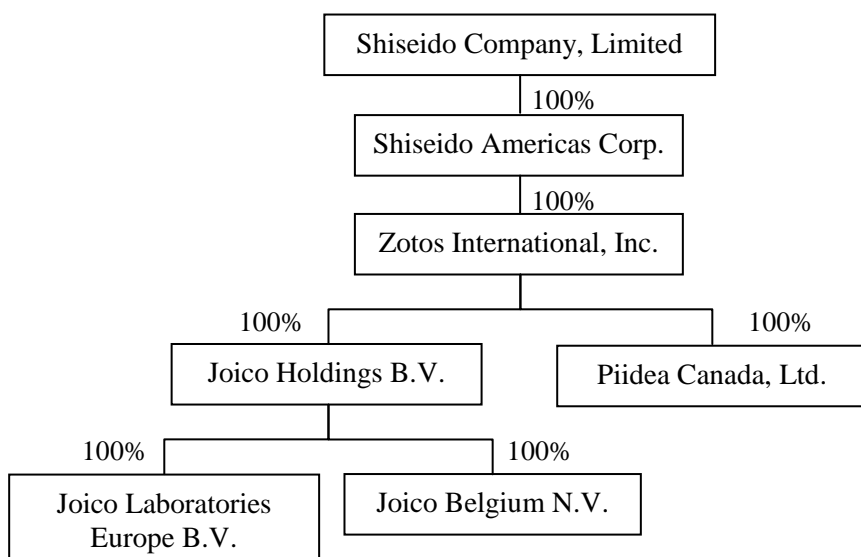 Shiseido Company, Limited
100%
Shiseido Americas Corp.
100%
Zotos International, Inc.
100%
100%
Joico Holdings B.V.
Piidea Canada, Ltd.
100%
100%
Joico Laboratories
Europe B.V.
Joico Belgium N.V.